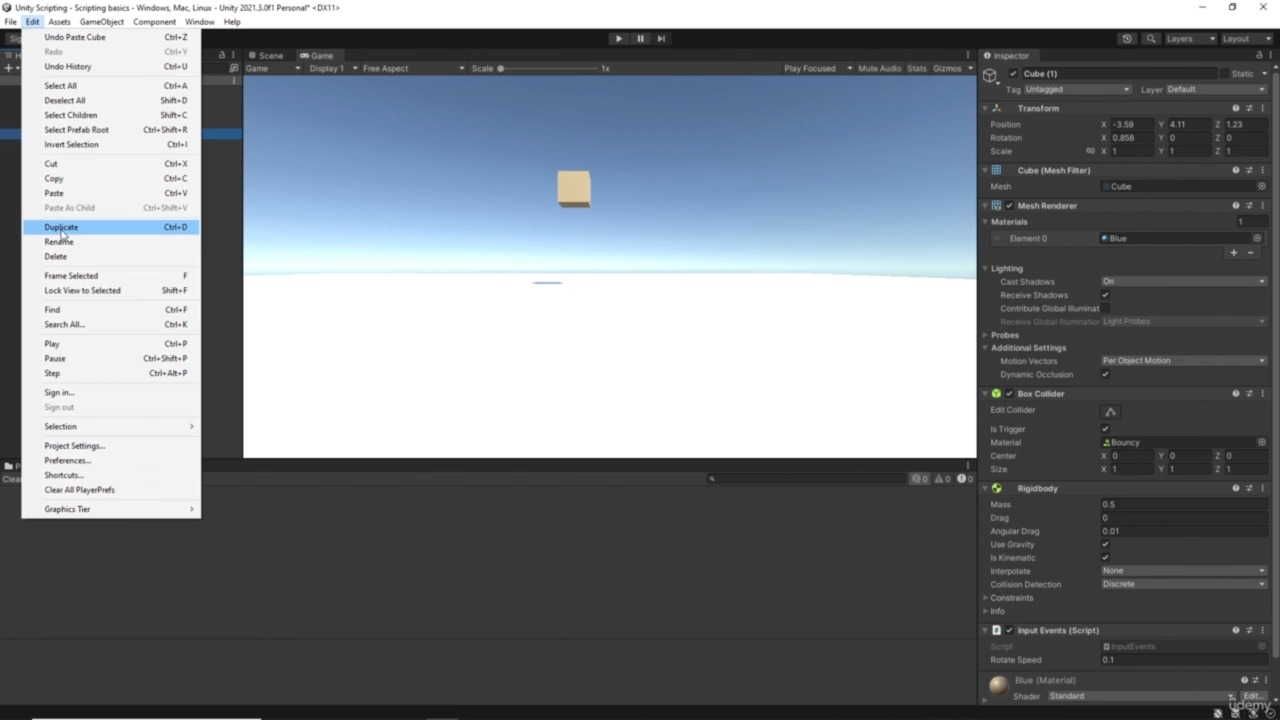 Unity Scripting - Scripting basics - Windows, Mac, Linux - Unity 2021.3.0f1 Personal* <DX11>
File Edit Assets GameObject Component Window Help
Layers Layout
Undo Paste Cube Ctrl+Z
Redo Ctrl+Y
Undo History Ctrl+U
Select All Ctrl+A
Deselect All Shift+D
Select Children Shift+C
Select Prefab Root Ctrl+Shift+R
Invert Selection Ctrl+I
Cut Ctrl+X
Copy Ctrl+C
Paste Ctrl+V
Paste As Child Ctrl+Shift+V
Duplicate Ctrl+D
Rename
Delete
Frame Selected F
Lock View to Selected Shift+F
Find Ctrl+F
Search All... Ctrl+K
Play Ctrl+P
Pause Ctrl+Shift+P
Step Ctrl+Alt+P
Sign in...
Sign out
Selection
Project Settings...
Preferences...
Shortcuts...
Clear All PlayerPrefs
Graphics Tier
Scene Game
Game Display 1 Free Aspect Scale 1x Play Focused Mute Audio Stats Gizmos
0 0 0
Inspector
Cube (1) Static
Tag Untagged Layer Default
Transform
Position X -3.59 Y 4.11 Z 1.23
Rotation X 0.858 Y 0 Z 0
Scale X 1 Y 1 Z 1
Cube (Mesh Filter)
Mesh Cube
Mesh Renderer
Materials 1
Element 0 Blue
Lighting
Cast Shadows On
Receive Shadows
Contribute Global Illuminat
Receive Global Illumination Light Probes
Probes
Additional Settings
Motion Vectors Per Object Motion
Dynamic Occlusion
Box Collider
Edit Collider
Is Trigger
Material Bouncy
Center X 0 Y 0 Z 0
Size X 1 Y 1 Z 1
Rigidbody
Mass 0.5
Drag 0
Angular Drag 0.01
Use Gravity
Is Kinematic
Interpolate None
Collision Detection Discrete
Constraints
Info
Input Events (Script)
Script InputEvents
Rotate Speed 0.1
Blue (Material)
Shader Standard Edit...
udemy